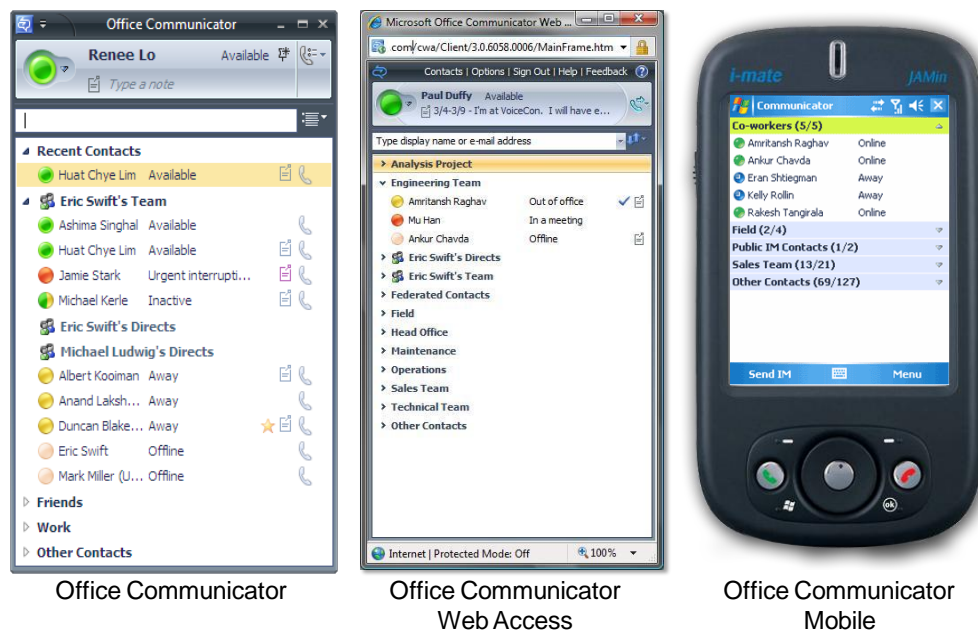 Office Communicator
Renee Lo Available
Type a note
Recent Contacts
Huat Chye Lim Available
Eric Swift's Team
Ashima Singhal Available
Huat Chye Lim Available
Jamie Stark Urgent interrupti...
Michael Kerle Inactive
Eric Swift's Directs
Michael Ludwig's Directs
Albert Kooiman Away
Anand Laksh... Away
Duncan Blake... Away
Eric Swift Offline
Mark Miller (U... Offline
Friends
Work
Other Contacts
Office Communicator
Microsoft Office Communicator Web ...
com/cwa/Client/3.0.6058.0006/MainFrame.htm
Contacts | Options | Sign Out | Help | Feedback
Paul Duffy Available
3/4-3/9 - I'm at VoiceCon. I will have e...
Type display name or e-mail address
Analysis Project
Engineering Team
Amritansh Raghav Out of office
Mu Han In a meeting
Ankur Chavda Offline
Eric Swift's Directs
Eric Swift's Team
Federated Contacts
Field
Head Office
Maintenance
Operations
Sales Team
Technical Team
Other Contacts
Internet | Protected Mode: Off 100%
Office Communicator
Web Access
i-mate JAMin
Communicator
Co-workers (5/5)
Amritansh Raghav Online
Ankur Chavda Online
Eran Shtiegman Away
Kelly Rollin Away
Rakesh Tangirala Online
Field (2/4)
Public IM Contacts (1/2)
Sales Team (13/21)
Other Contacts (69/127)
Send IM Menu
ok
Office Communicator
Mobile